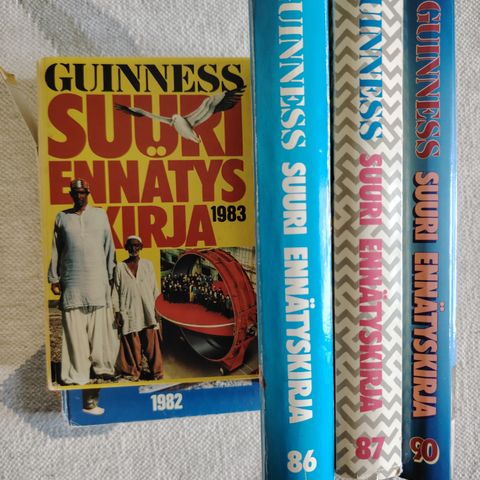 GUINNESS
SUURI
ENNÄTYS
KIRJA
1983
1982
GUINNESS SUURI ENNÄTYSKIRJA 86
GUINNESS SUURI ENNÄTYSKIRJA 87
GUINNESS SUURI ENNÄTYSKIRJA 90